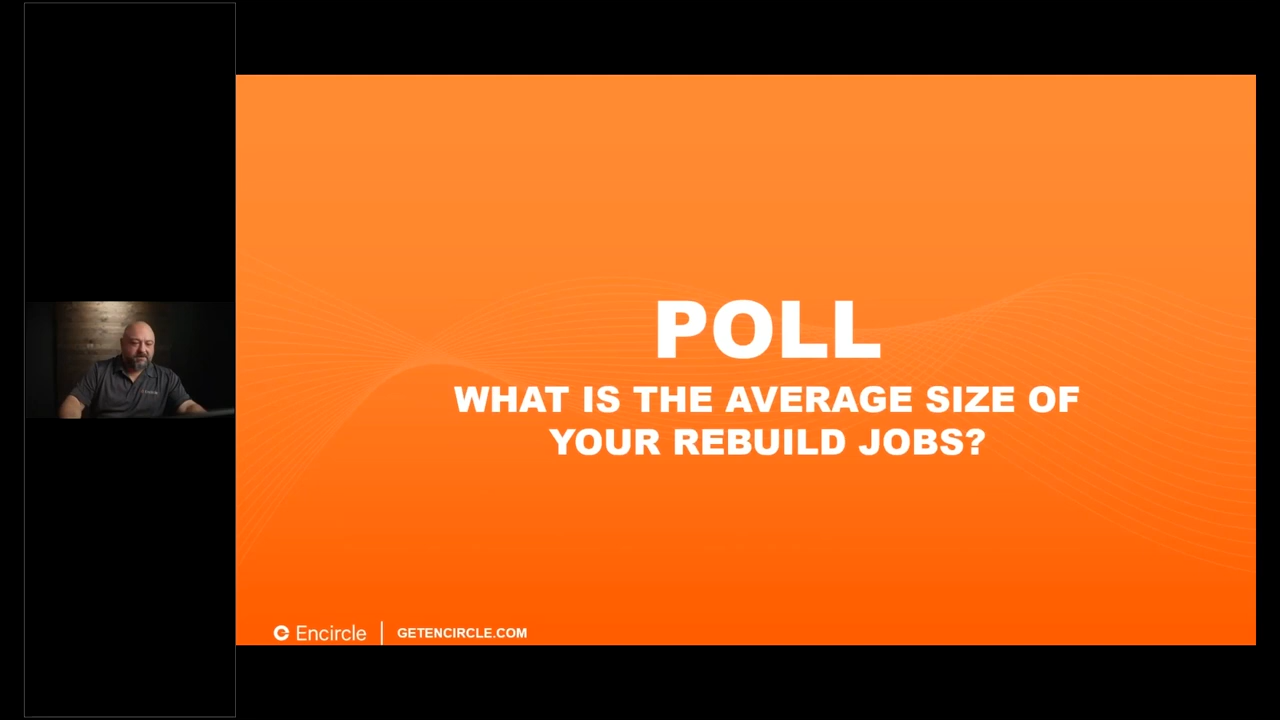 POLL
WHAT IS THE AVERAGE SIZE OF
YOUR REBUILD JOBS?
Encircle | GETENCIRCLE.COM